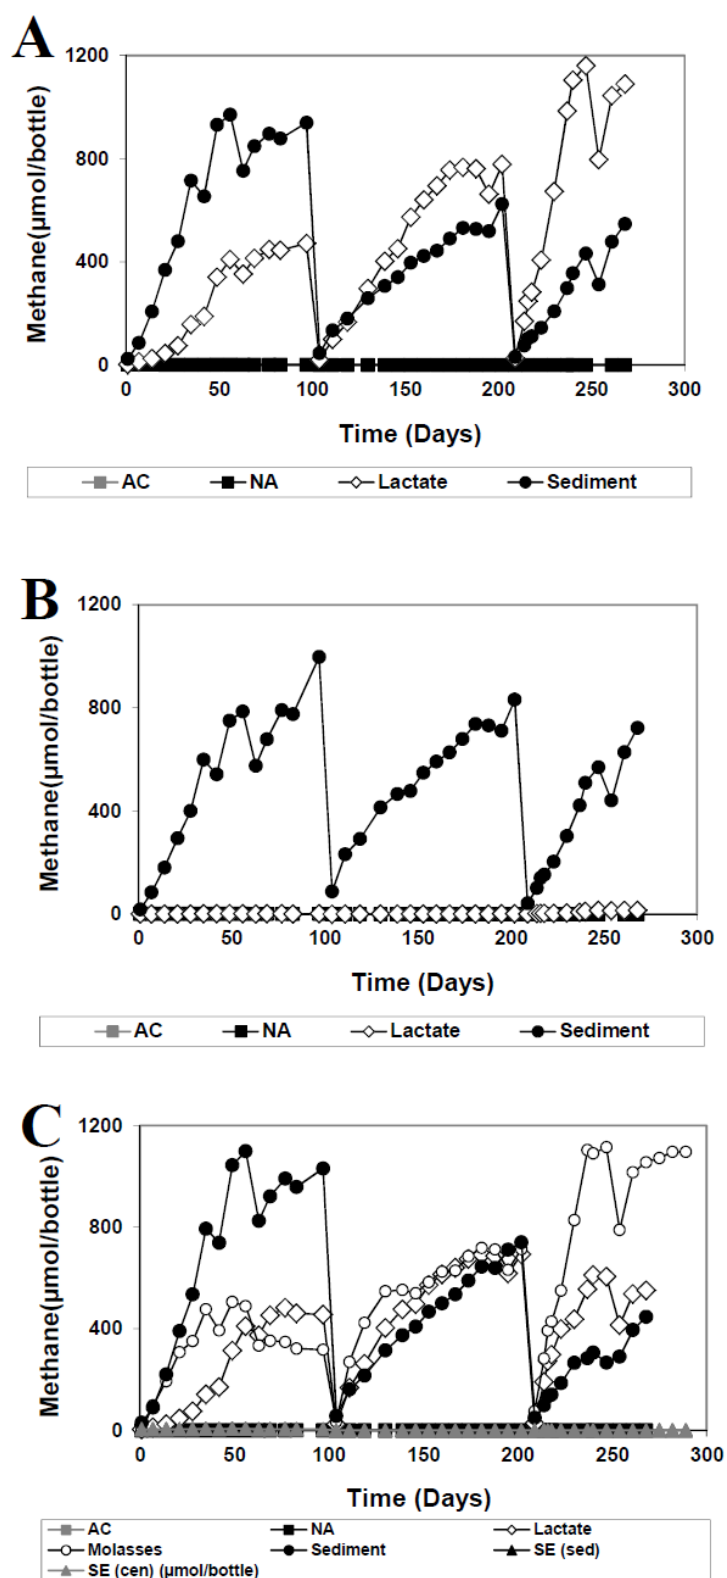 A
1200
800
400
0
Methane(µmol/bottle)
0 50 100 150 200 250 300
Time (Days)
AC NA Lactate Sediment
B
1200
800
400
0
Methane(µmol/bottle)
0 50 100 150 200 250 300
Time (Days)
AC NA Lactate Sediment
C
1200
800
400
0
Methane(µmol/bottle)
0 50 100 150 200 250 300
Time (Days)
AC NA Lactate
Molasses Sediment SE (sed)
SE (cen) (µmol/bottle)